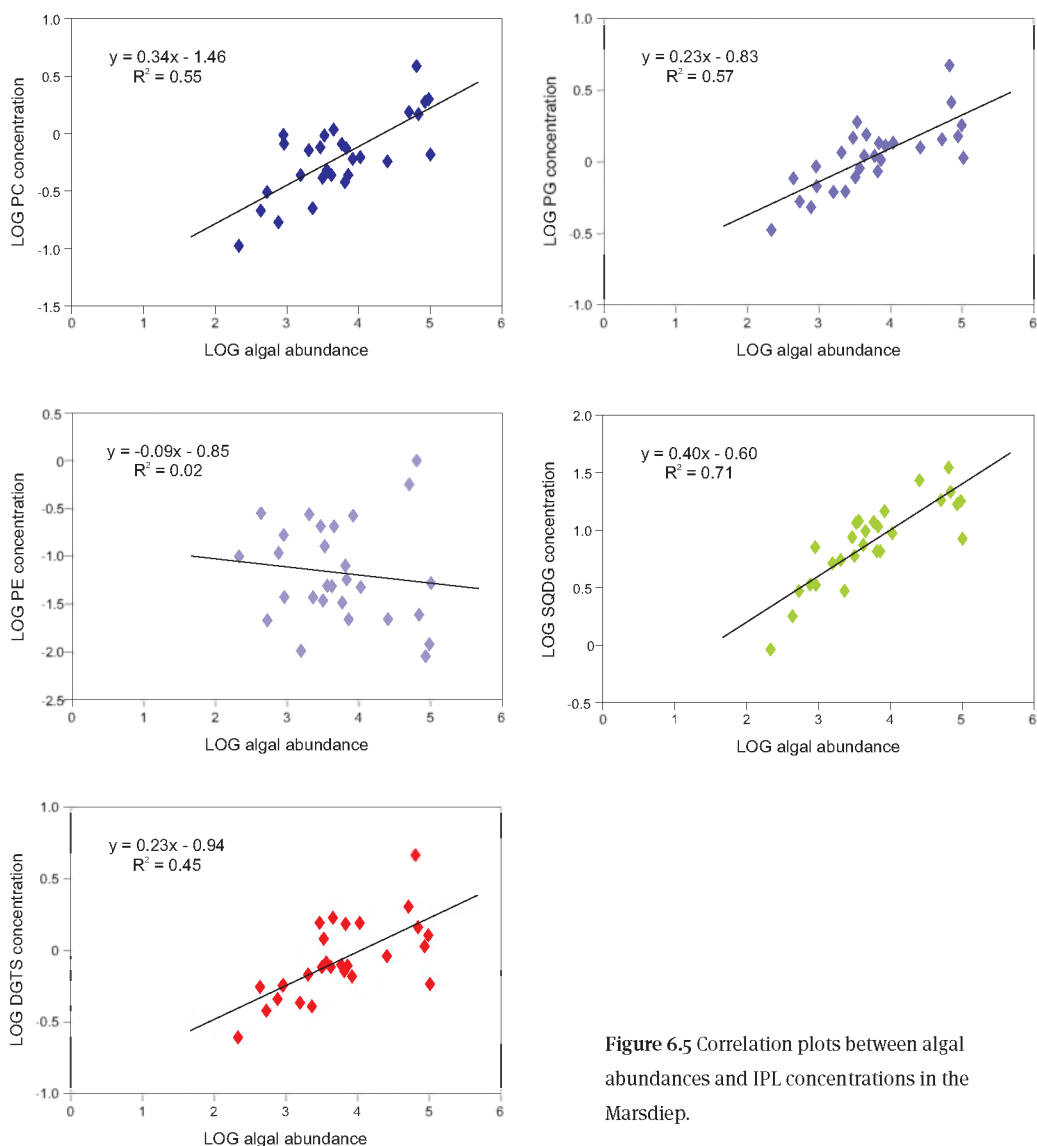 y = 0.34x - 1.46
R² = 0.55
LOG PC concentration
1.0
0.5
0
-0.5
-1.0
-1.5
0 1 2 3 4 5 6
LOG algal abundance
y = 0.23x - 0.83
R² = 0.57
LOG PG concentration
1.0
0.5
0
-0.5
-1.0
0 1 2 3 4 5 6
LOG algal abundance
y = -0.09x - 0.85
R² = 0.02
LOG PE concentration
0.5
0
-0.5
-1.0
-1.5
-2.0
-2.5
0 1 2 3 4 5 6
LOG algal abundance
y = 0.40x - 0.60
R² = 0.71
LOG SQDG concentration
2.0
1.5
1.0
0.5
0
-0.5
0 1 2 3 4 5 6
LOG algal abundance
y = 0.23x - 0.94
R² = 0.45
LOG DGTS concentration
1.0
0.5
0
-0.5
-1.0
0 1 2 3 4 5 6
LOG algal abundance
Figure 6.5 Correlation plots between algal
abundances and IPL concentrations in the
Marsdiep.